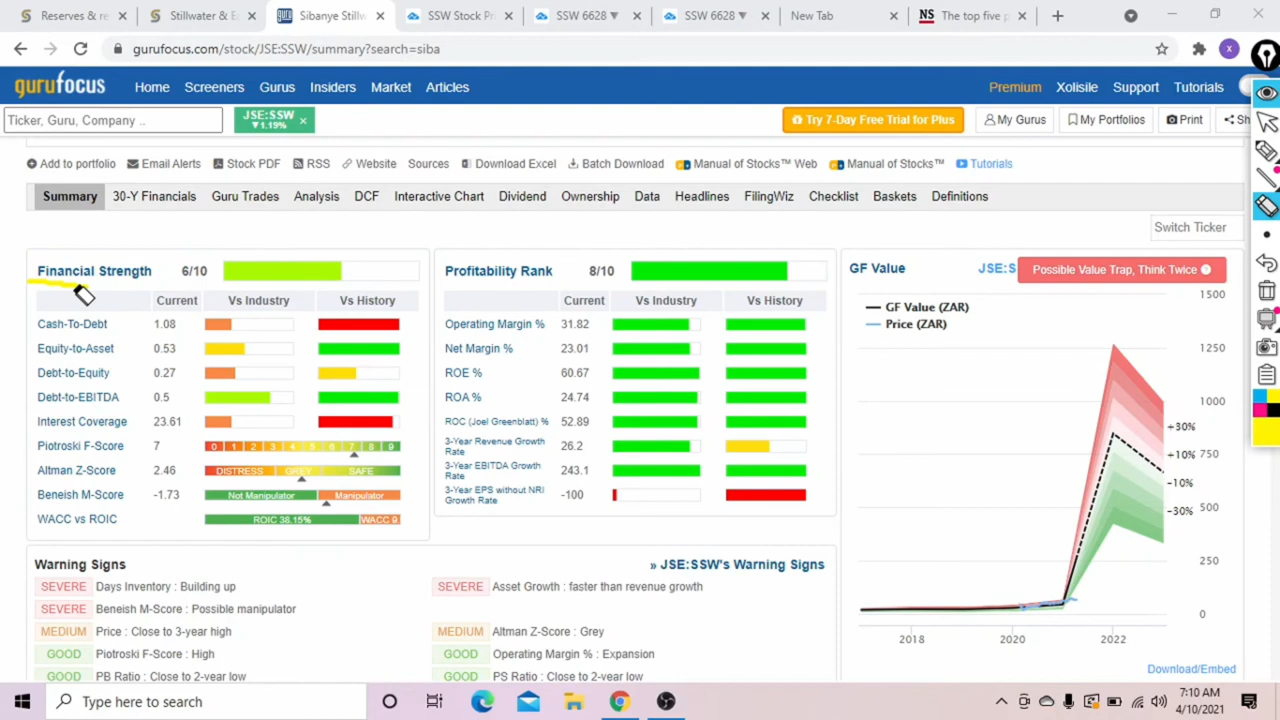 Reserves & re
Stillwater & E
Sibanye Stillw
SSW Stock Pr
SSW 6628 ▼
SSW 6628 ▼
New Tab
NS The top five p
gurufocus.com/stock/JSE:SSW/summary?search=siba
X
gurufocus Home Screeners Gurus Insiders Market Articles Premium Xolisile Support Tutorials
Ticker, Guru, Company ..
JSE:SSW
▼1.19%
Try 7-Day Free Trial for Plus
My Gurus
My Portfolios
Print
Sh
Add to portfolio Email Alerts Stock PDF RSS Website Sources Download Excel Batch Download Manual of Stocks™ Web Manual of Stocks™ Tutorials
Summary 30-Y Financials Guru Trades Analysis DCF Interactive Chart Dividend Ownership Data Headlines FilingWiz Checklist Baskets Definitions
Switch Ticker
Financial Strength 6/10
Current Vs Industry Vs History
Cash-To-Debt 1.08
Equity-to-Asset 0.53
Debt-to-Equity 0.27
Debt-to-EBITDA 0.5
Interest Coverage 23.61
Piotroski F-Score 7 0 1 2 3 4 5 6 7 8 9
Altman Z-Score 2.46 DISTRESS GREY SAFE
Beneish M-Score -1.73 Not Manipulator Manipulator
WACC vs ROIC ROIC 38.15% WACC 9
Profitability Rank 8/10
Current Vs Industry Vs History
Operating Margin % 31.82
Net Margin % 23.01
ROE % 60.67
ROA % 24.74
ROC (Joel Greenblatt) % 52.89
3-Year Revenue Growth
Rate 26.2
3-Year EBITDA Growth
Rate 243.1
3-Year EPS without NRI
Growth Rate -100
GF Value JSE:S Possible Value Trap, Think Twice
GF Value (ZAR)
Price (ZAR)
1500
1250
1000
750
500
250
0
+30%
+10%
-10%
-30%
2018 2020 2022
Download/Embed
Warning Signs » JSE:SSW's Warning Signs
SEVERE Days Inventory : Building up
SEVERE Asset Growth : faster than revenue growth
SEVERE Beneish M-Score : Possible manipulator
MEDIUM Price : Close to 3-year high
MEDIUM Altman Z-Score : Grey
GOOD Piotroski F-Score : High
GOOD Operating Margin % : Expansion
GOOD PB Ratio : Close to 2-year low
GOOD PS Ratio : Close to 2-year low
Type here to search
7:10 AM
4/10/2021